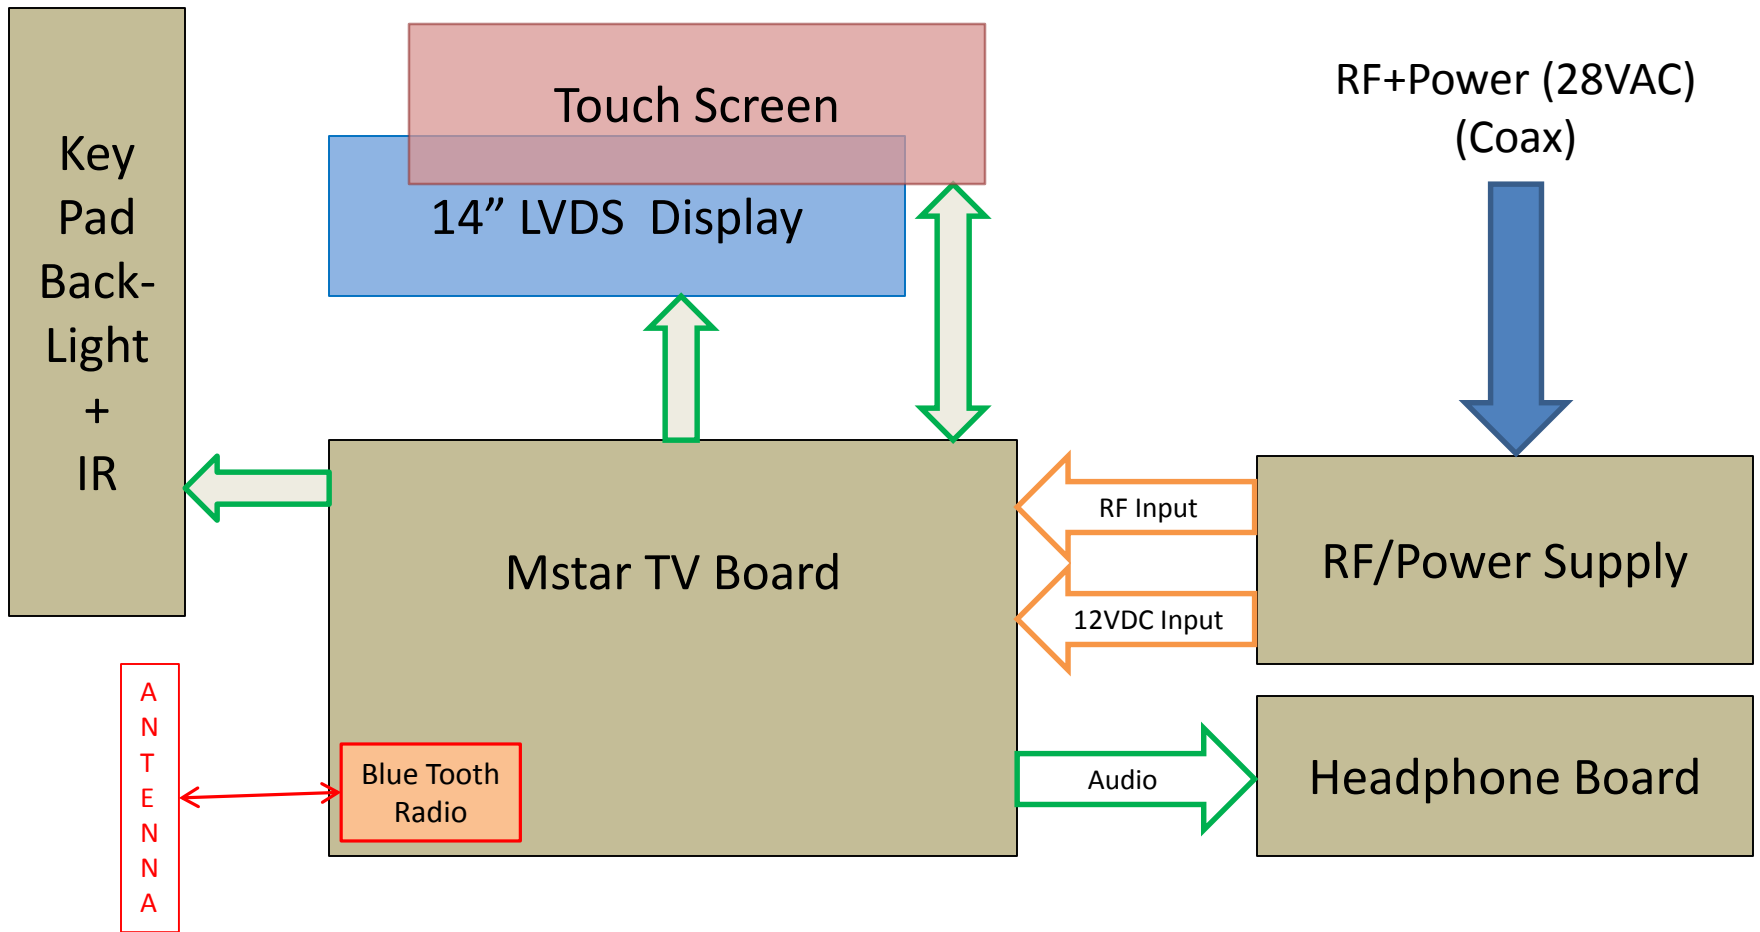 Key
Pad
Back-
Light
+
IR
Touch Screen
14” LVDS  Display
RF+Power (28VAC)
(Coax)
RF Input
12VDC Input
RF/Power Supply
Mstar TV Board
Blue Tooth
Radio
Audio
Headphone Board
A
N
T
E
N
N
A